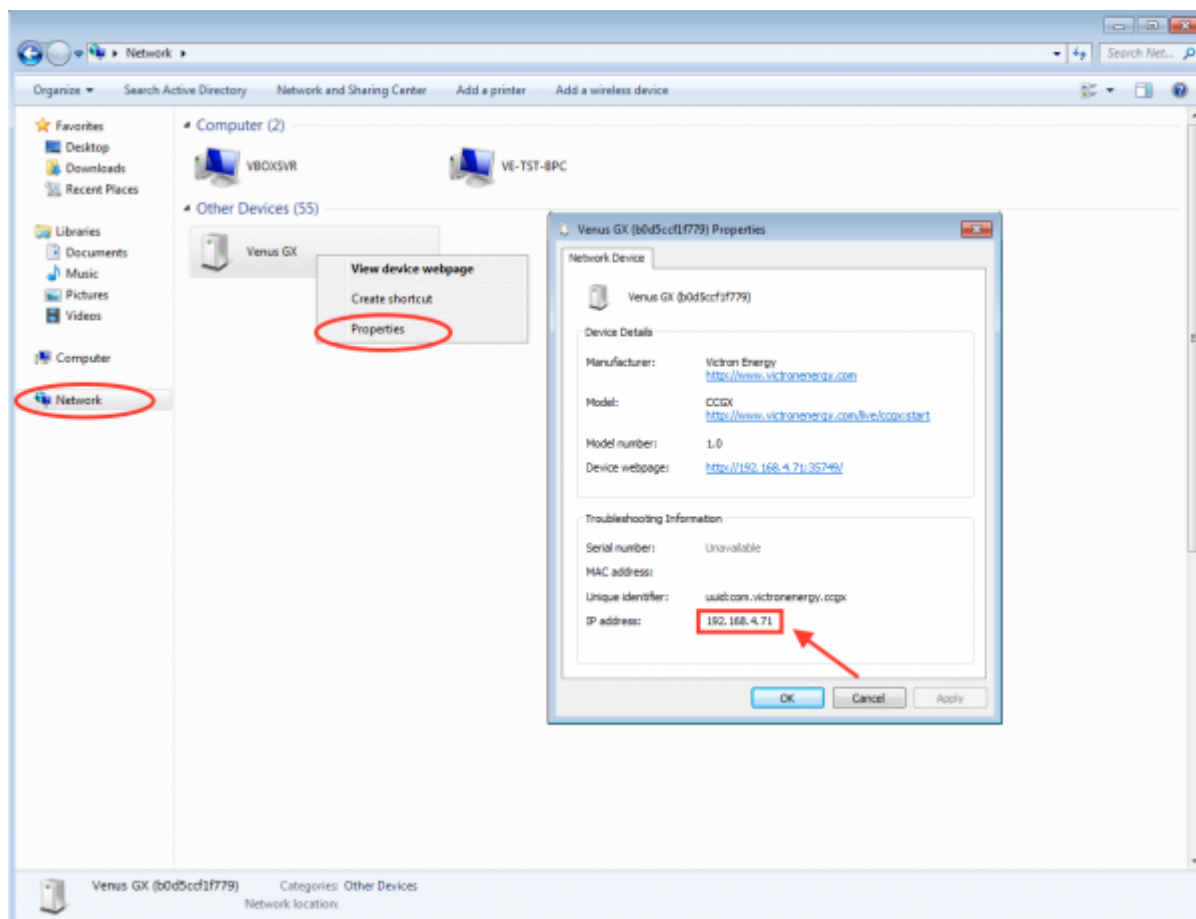 Network
Search Net...
Organize
Search Active Directory
Network and Sharing Center
Add a printer
Add a wireless device
Favorites
Desktop
Downloads
Recent Places
Libraries
Documents
Music
Pictures
Videos
Computer
Network
Computer (2)
VBOXSVR
VE-TST-8PC
Other Devices (55)
Venus GX
View device webpage
Create shortcut
Properties
Venus GX (b0d5ccf1f779) Properties
Network Device
Venus GX (b0d5ccf1f779)
Device Details
Manufacturer: Victron Energy
http://www.victronenergy.com
Model: CCGX
http://www.victronenergy.com/live/ccgx:start
Model number: 1.0
Device webpage: http://192.168.4.71:35749/
Troubleshooting Information
Serial number: Unavailable
MAC address:
Unique identifier: uuid:com.victronenergy.ccgx
IP address: 192.168.4.71
OK Cancel Apply
Venus GX (b0d5ccf1f779) Categories: Other Devices
Network location: